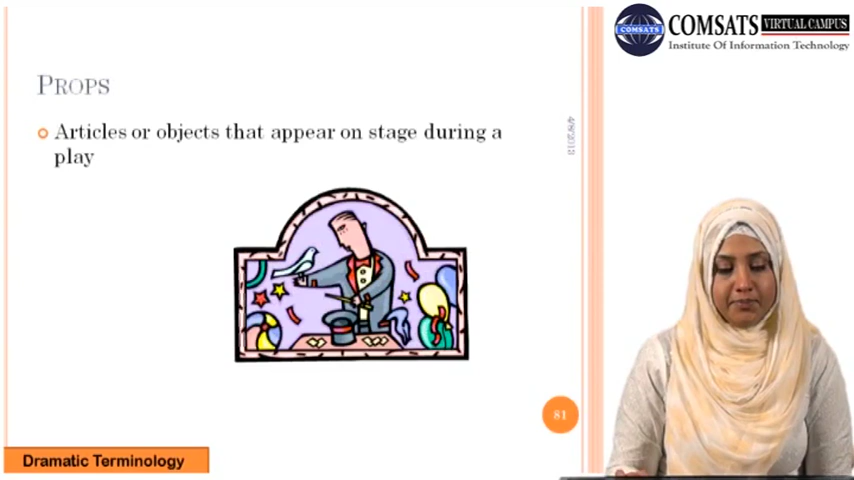 COMSATS VIRTUAL CAMPUS
COMSATS
Institute Of Information Technology
PROPS
Articles or objects that appear on stage during a
play
4/8/2013
81
Dramatic Terminology